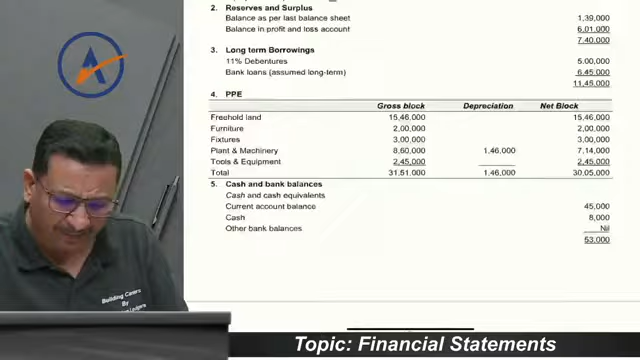 2. Reserves and Surplus
Balance as per last balance sheet 1,39,000
Balance in profit and loss account 6,01,000
7,40,000
3. Long term Borrowings
11% Debentures 5,00,000
Bank loans (assumed long-term) 6,45,000
11,45,000
4. PPE
Gross block Depreciation Net Block
Freehold land 15,46,000 15,46,000
Furniture 2,00,000 2,00,000
Fixtures 3,00,000 3,00,000
Plant & Machinery 8,60,000 1,46,000 7,14,000
Tools & Equipment 2,45,000 2,45,000
Total 31,51,000 1,46,000 30,05,000
5. Cash and bank balances
Cash and cash equivalents
Current account balance 45,000
Cash 8,000
Other bank balances Nil
53,000
Building Careers
By
Topic: Financial Statements